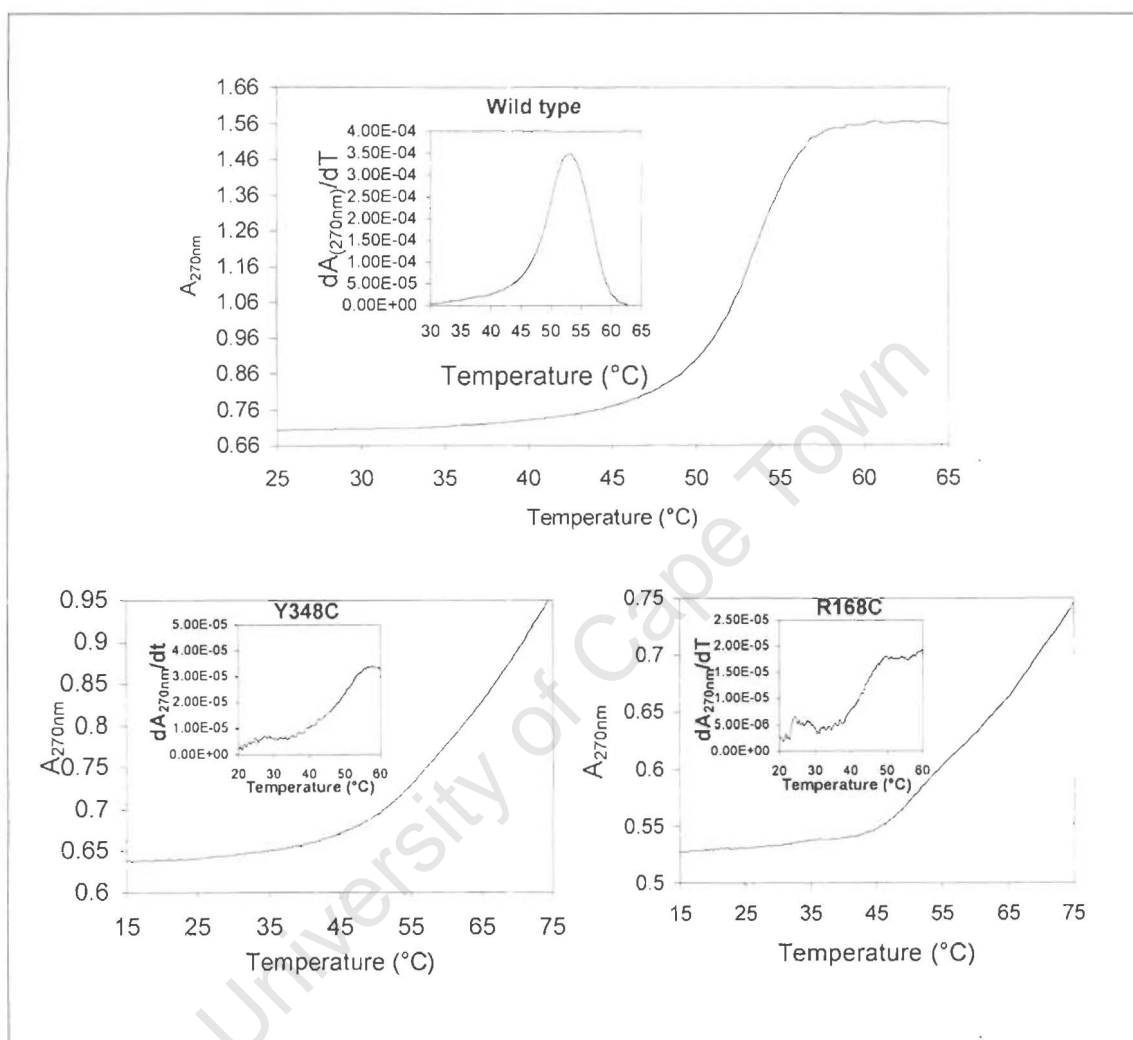 Wild type
1.66
1.56
1.46
1.36
1.26
1.16
1.06
0.96
0.86
0.76
0.66
A270nm
25 30 35 40 45 50 55 60 65
Temperature (°C)
4.00E-04
3.50E-04
3.00E-04
2.50E-04
2.00E-04
1.50E-04
1.00E-04
5.00E-05
0.00E+00
dA(270nm)/dT
30 35 40 45 50 55 60 65
Temperature (°C)
Y348C
0.95
0.9
0.85
0.8
0.75
0.7
0.65
0.6
A270nm
15 25 35 45 55 65 75
Temperature (°C)
5.00E-05
4.00E-05
3.00E-05
2.00E-05
1.00E-05
0.00E+00
dA270nm/dt
20 30 40 50 60
Temperature (°C)
R168C
0.75
0.7
0.65
0.6
0.55
0.5
A270nm
15 25 35 45 55 65 75
Temperature (°C)
2.50E-05
2.00E-05
1.50E-05
1.00E-05
5.00E-06
0.00E+00
dA270nm/dT
20 30 40 50 60
Temperature (°C)
University of Cape Town